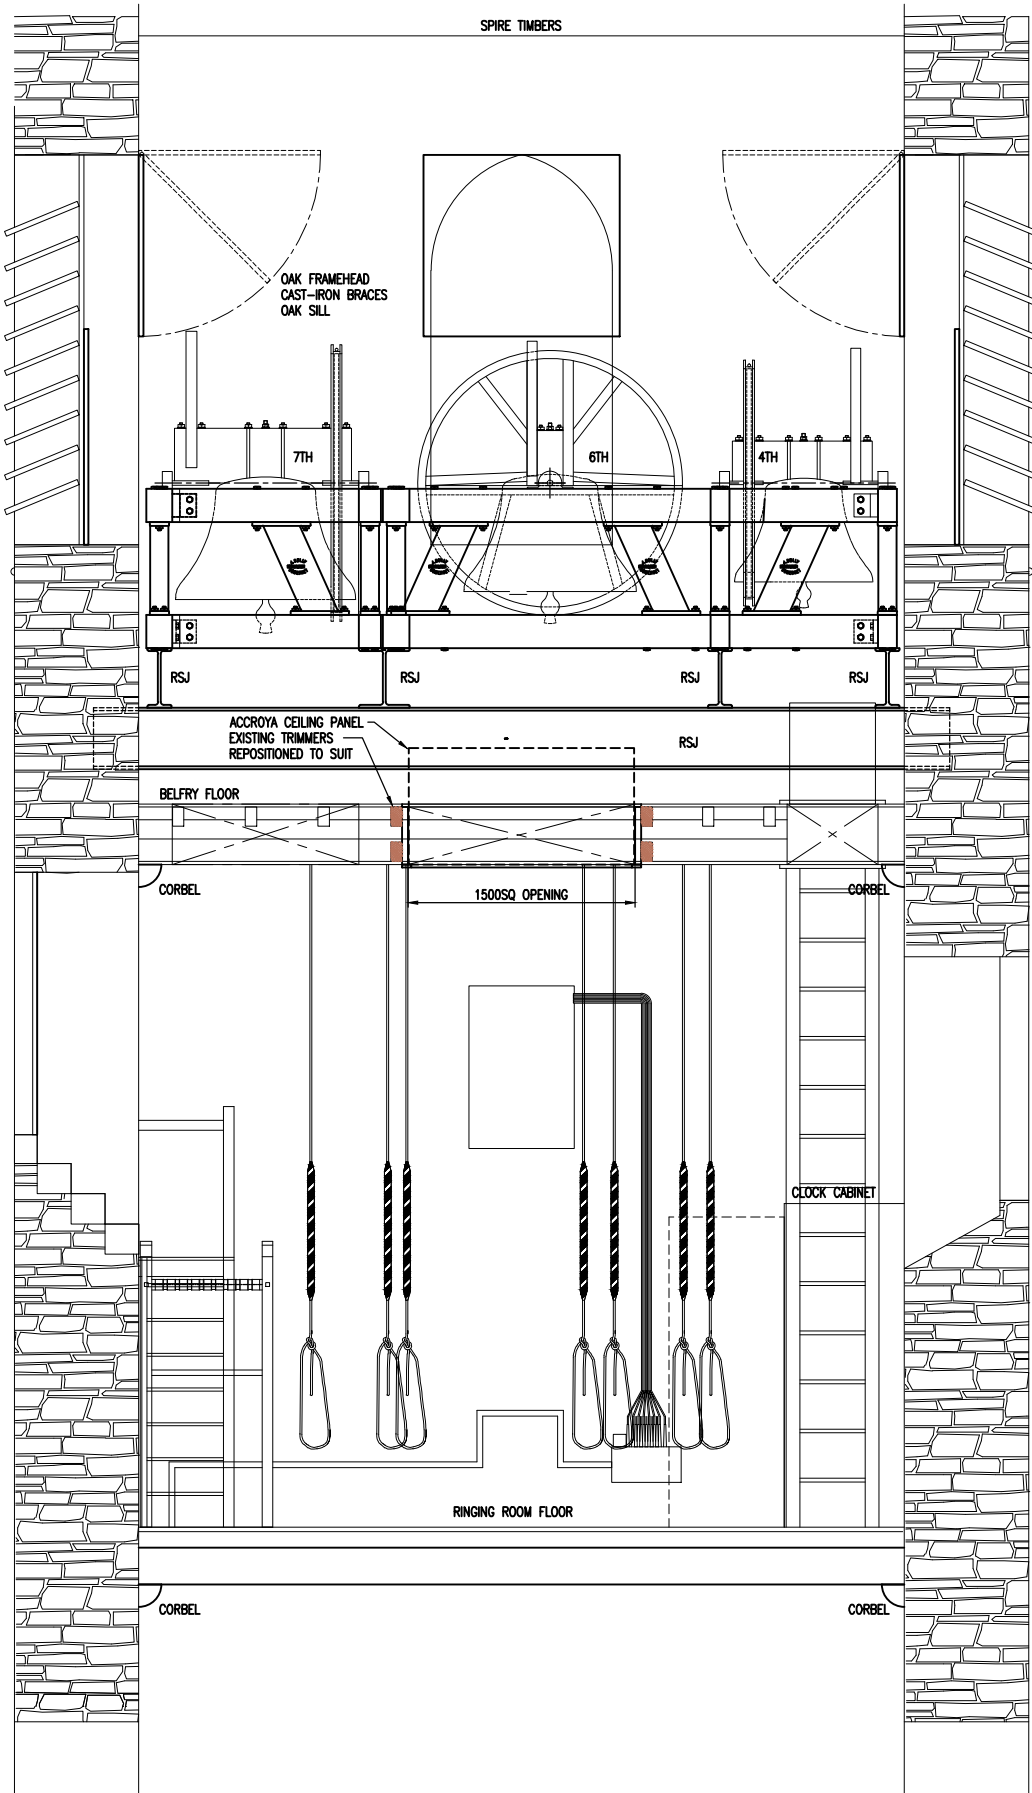 SPIRE TIMBERS
OAK FRAMEHEAD
CAST-IRON BRACES
OAK SILL
7TH
6TH
4TH
RSJ
RSJ
RSJ
RSJ
ACCROYA CEILING PANEL
EXISTING TRIMMERS
REPOSITIONED TO SUIT
RSJ
BELFRY FLOOR
CORBEL
1500SQ OPENING
CORBEL
CLOCK CABINET
RINGING ROOM FLOOR
CORBEL
CORBEL